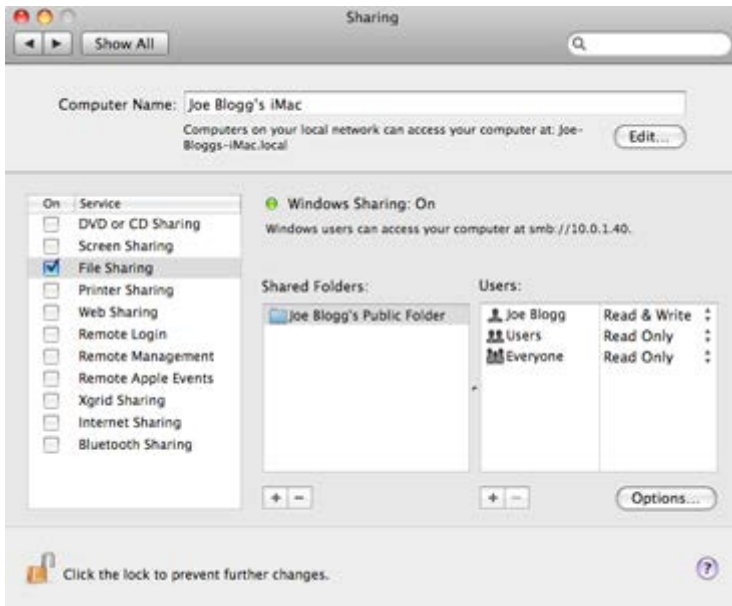 Sharing
Show All
Computer Name: Joe Blogg's iMac
Computers on your local network can access your computer at: Joe-
Bloggs-iMac.local
Edit...
On Service
DVD or CD Sharing
Screen Sharing
File Sharing
Printer Sharing
Web Sharing
Remote Login
Remote Management
Remote Apple Events
Xgrid Sharing
Internet Sharing
Bluetooth Sharing
Windows Sharing: On
Windows users can access your computer at smb://10.0.1.40.
Shared Folders:
Joe Blogg's Public Folder
Users:
Joe Blogg Read & Write
Users Read Only
Everyone Read Only
+ -
+ -
Options...
Click the lock to prevent further changes.
?